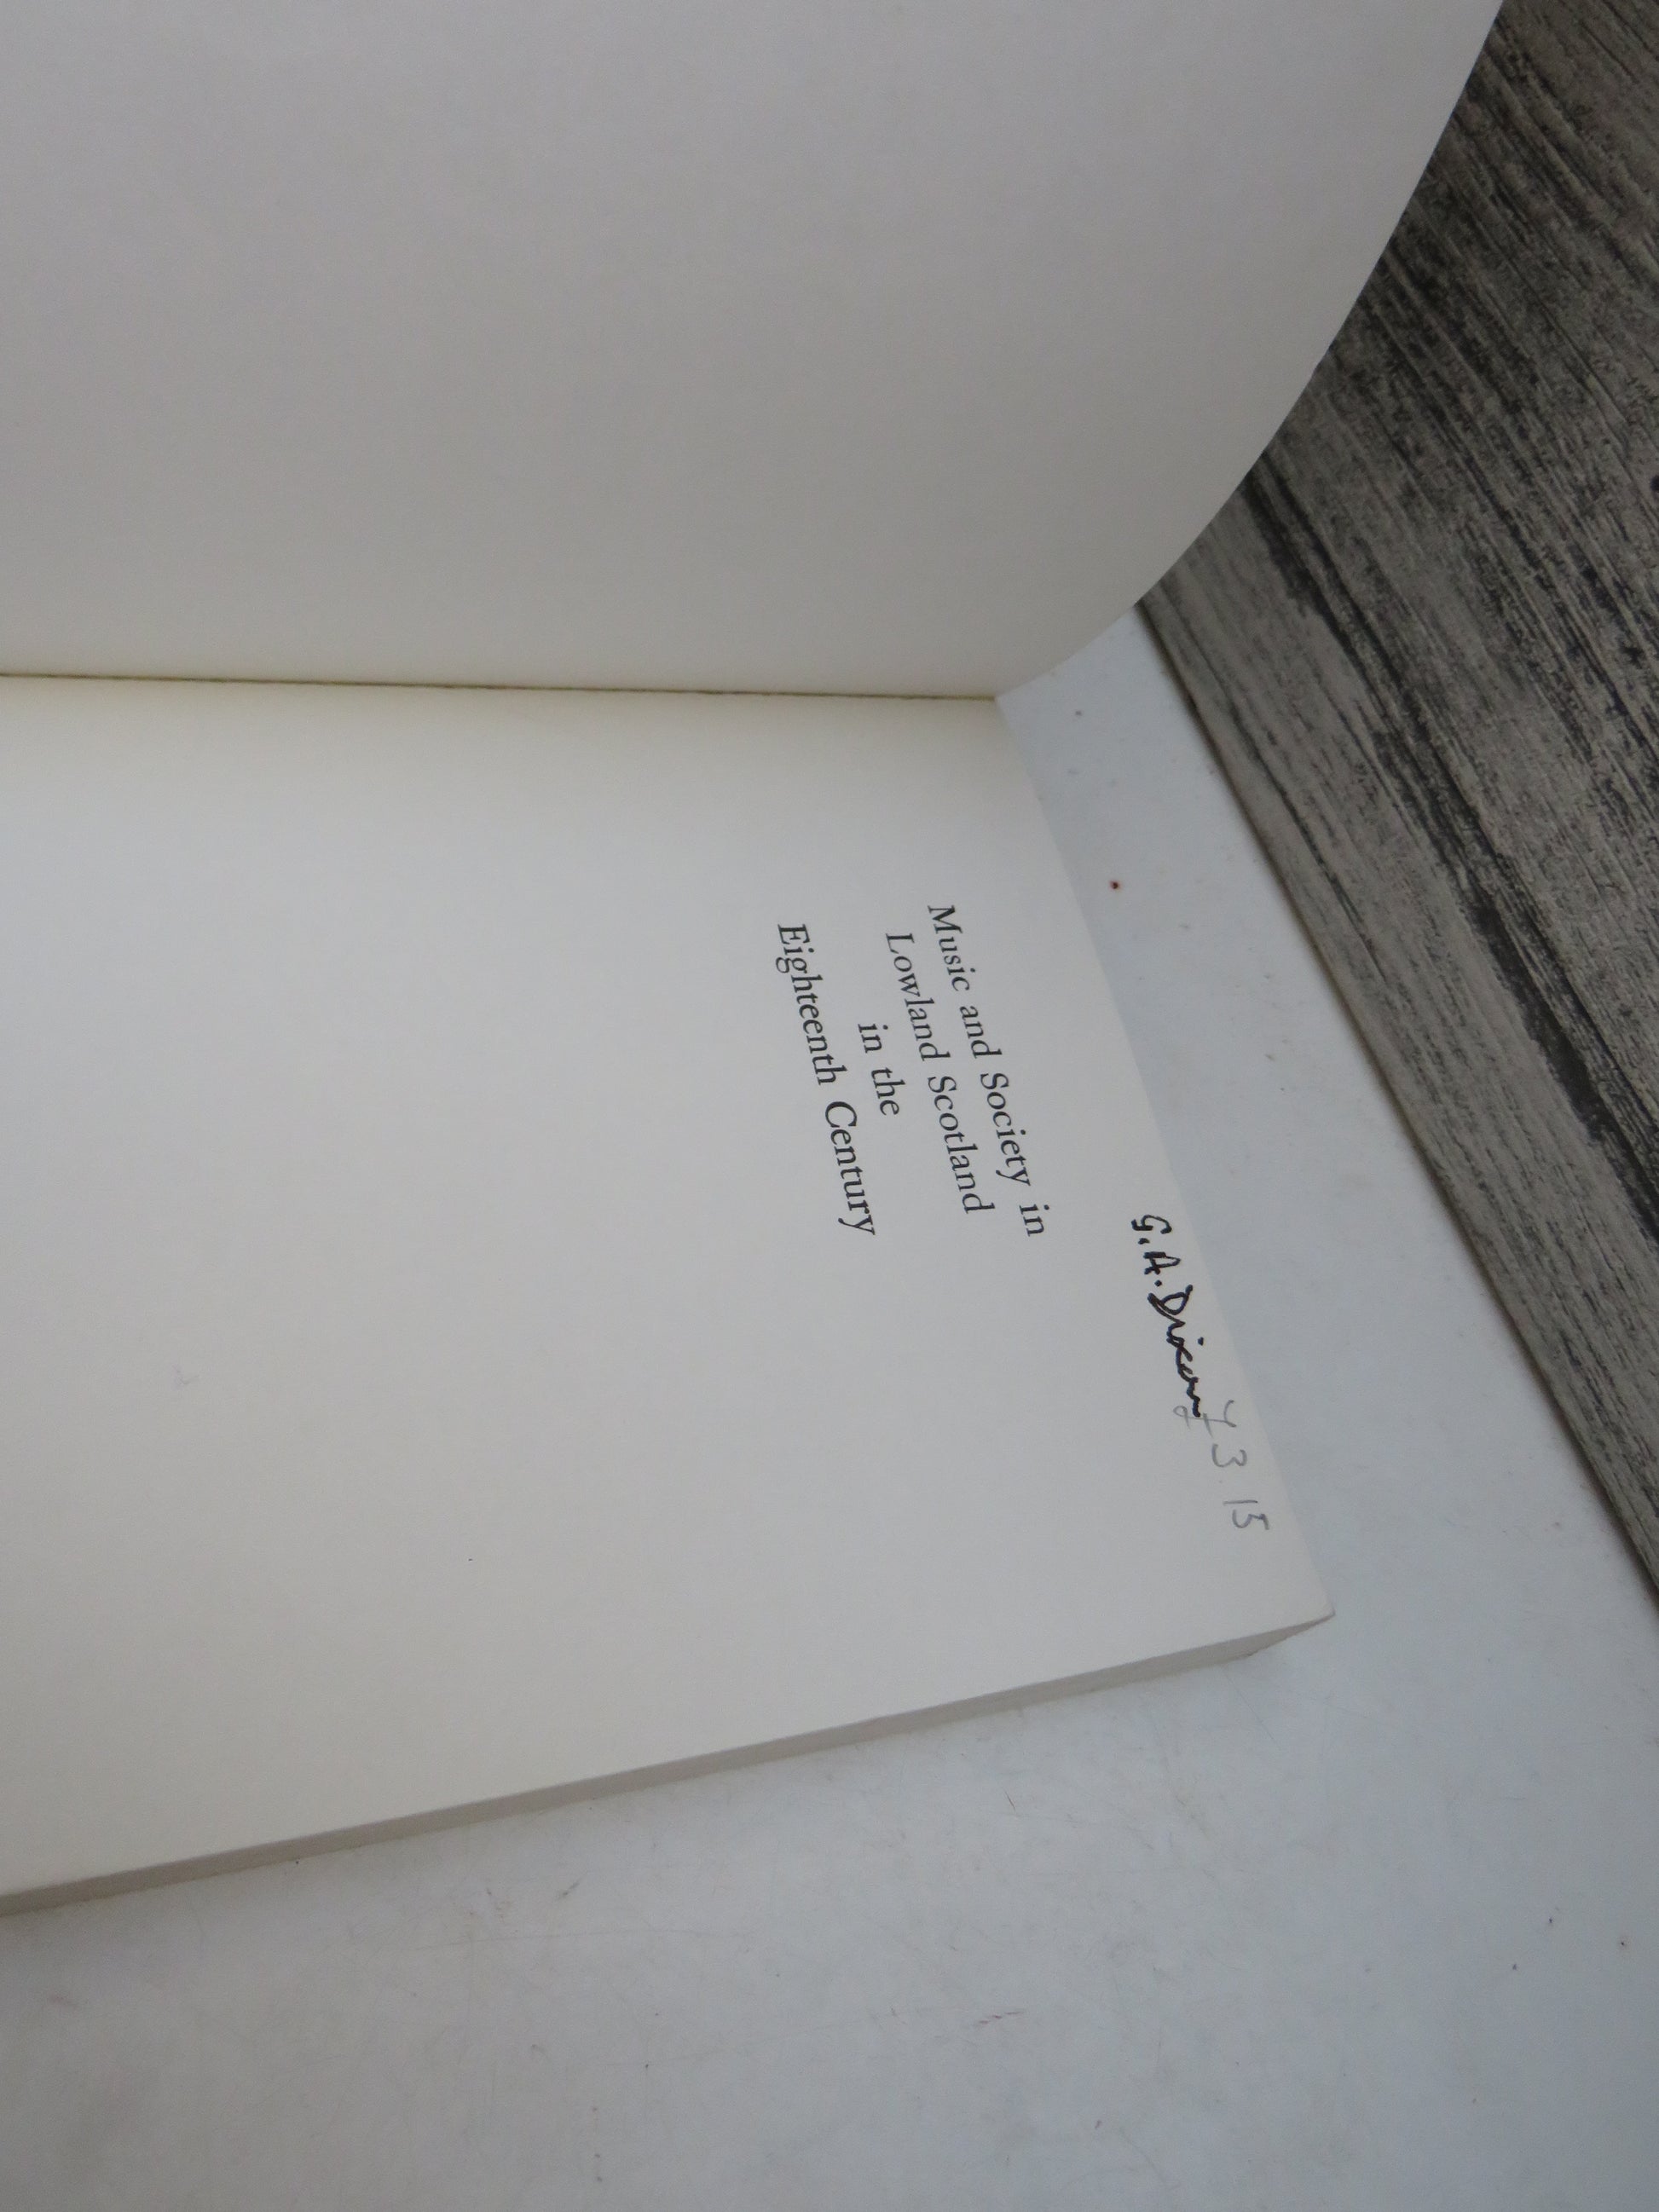 G.A. Dixon
£3.15
Music and Society in
Lowland Scotland
in the
Eighteenth Century